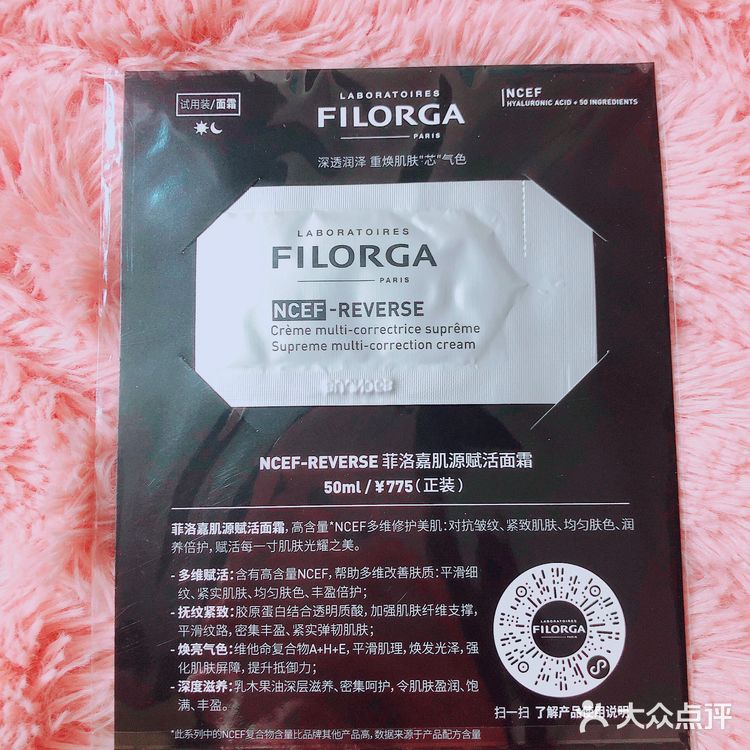 试用装/面霜
LABORATOIRES
FILORGA
PARIS
NCEF
HYALURONIC ACID + 50 INGREDIENTS
深透润泽 重焕肌肤"芯"气色
LABORATOIRES
FILORGA
PARIS
NCEF-REVERSE
Crème multi-correctrice suprême
Supreme multi-correction cream
NCEF-REVERSE 菲洛嘉肌源赋活面霜
50ml/¥775(正装)
菲洛嘉肌源赋活面霜,高含量*NCEF多维修护美肌:对抗皱纹、紧致肌肤、均匀肤色、润
养倍护,赋活每一寸肌肤光耀之美。
- 多维赋活:含有高含量NCEF,帮助多维改善肤质:平滑细
纹、紧实肌肤、均匀肤色、丰盈倍护;
- 抚纹紧致:胶原蛋白结合透明质酸,加强肌肤纤维支撑,
平滑纹路,密集丰盈、紧实弹韧肌肤;
- 焕亮气色:维他命复合物A+H+E,平滑肌理,焕发光泽,强
化肌肤屏障,提升抵御力;
- 深度滋养:乳木果油深层滋养、密集呵护,令肌肤盈润、饱
满、丰盈。
LABORATOIRES
FILORGA
PARIS
扫一扫 了解产品使用说明
*此系列中的NCEF复合物含量比品牌其他产品高,数据来源于产品配方含量
大众点评